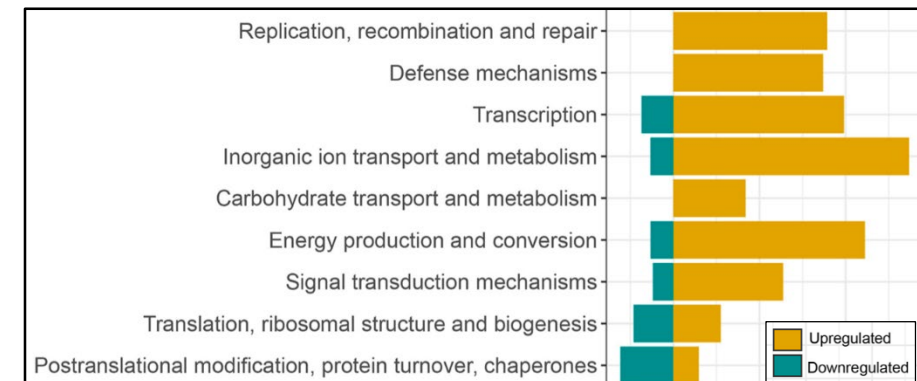 Replication, recombination and repair
Defense mechanisms
Transcription
Inorganic ion transport and metabolism
Carbohydrate transport and metabolism
Energy production and conversion
Signal transduction mechanisms
Translation, ribosomal structure and biogenesis
Postranslational modification, protein turnover, chaperones
Upregulated
Downregulated